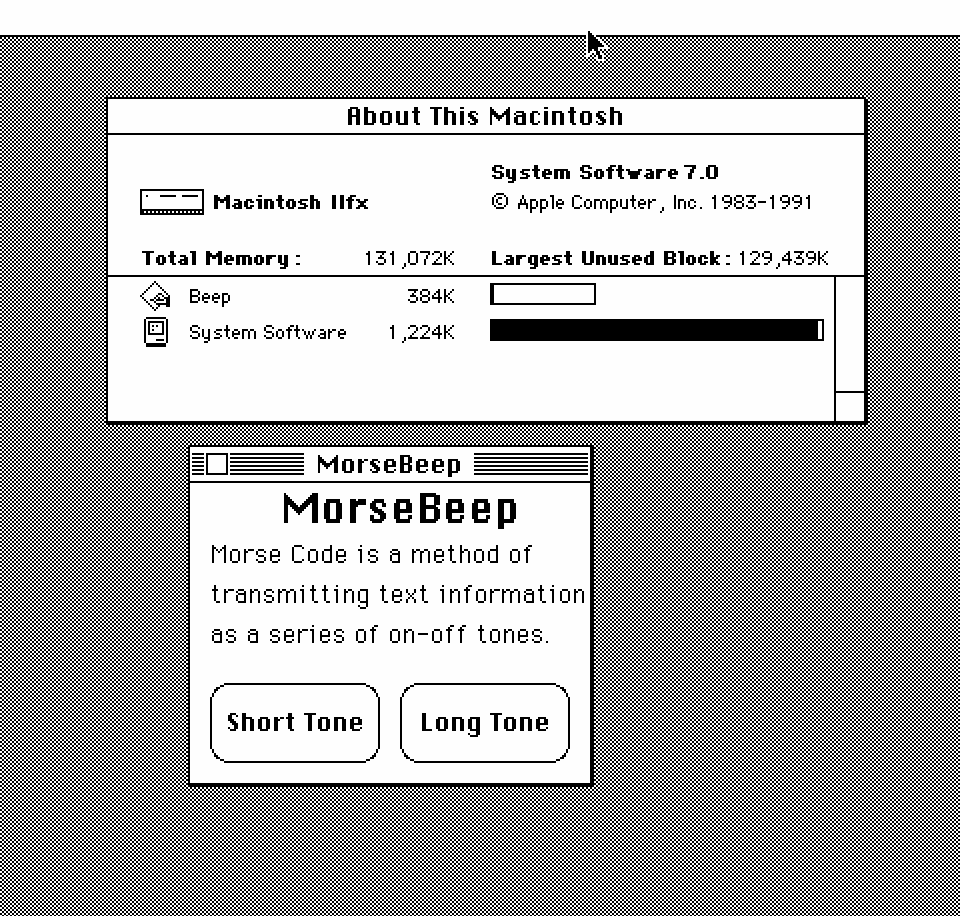 About This Macintosh
System Software 7.0
Macintosh IIfx
© Apple Computer, Inc. 1983-1991
Total Memory: 131,072K Largest Unused Block: 129,439K
Beep 384K
System Software 1,224K
MorseBeep
MorseBeep
Morse Code is a method of
transmitting text information
as a series of on-off tones.
Short Tone Long Tone